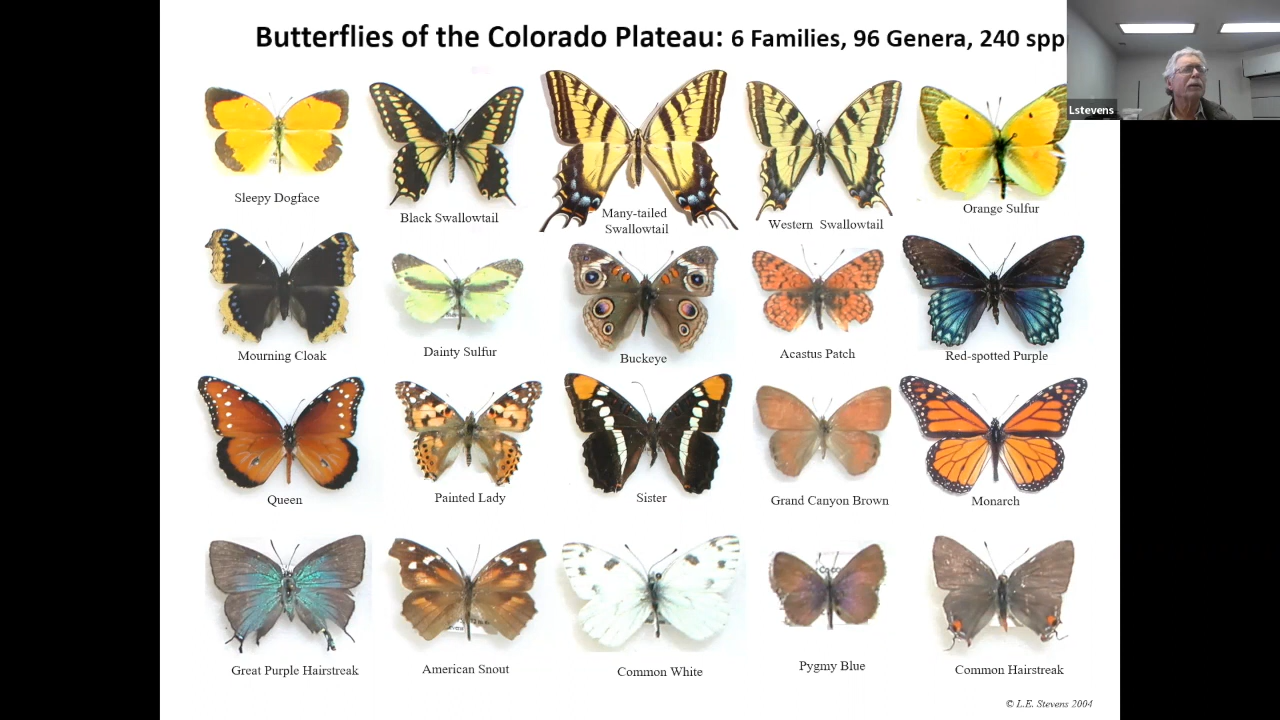 Butterflies of the Colorado Plateau: 6 Families, 96 Genera, 240 spp
Lstevens
Sleepy Dogface
Black Swallowtail
Many-tailed
Swallowtail
Western Swallowtail
Orange Sulfur
Mourning Cloak
Dainty Sulfur
Buckeye
Acastus Patch
Red-spotted Purple
Queen
Painted Lady
Sister
Grand Canyon Brown
Monarch
Great Purple Hairstreak
American Snout
Common White
Pygmy Blue
Common Hairstreak
© L.E. Stevens 2004